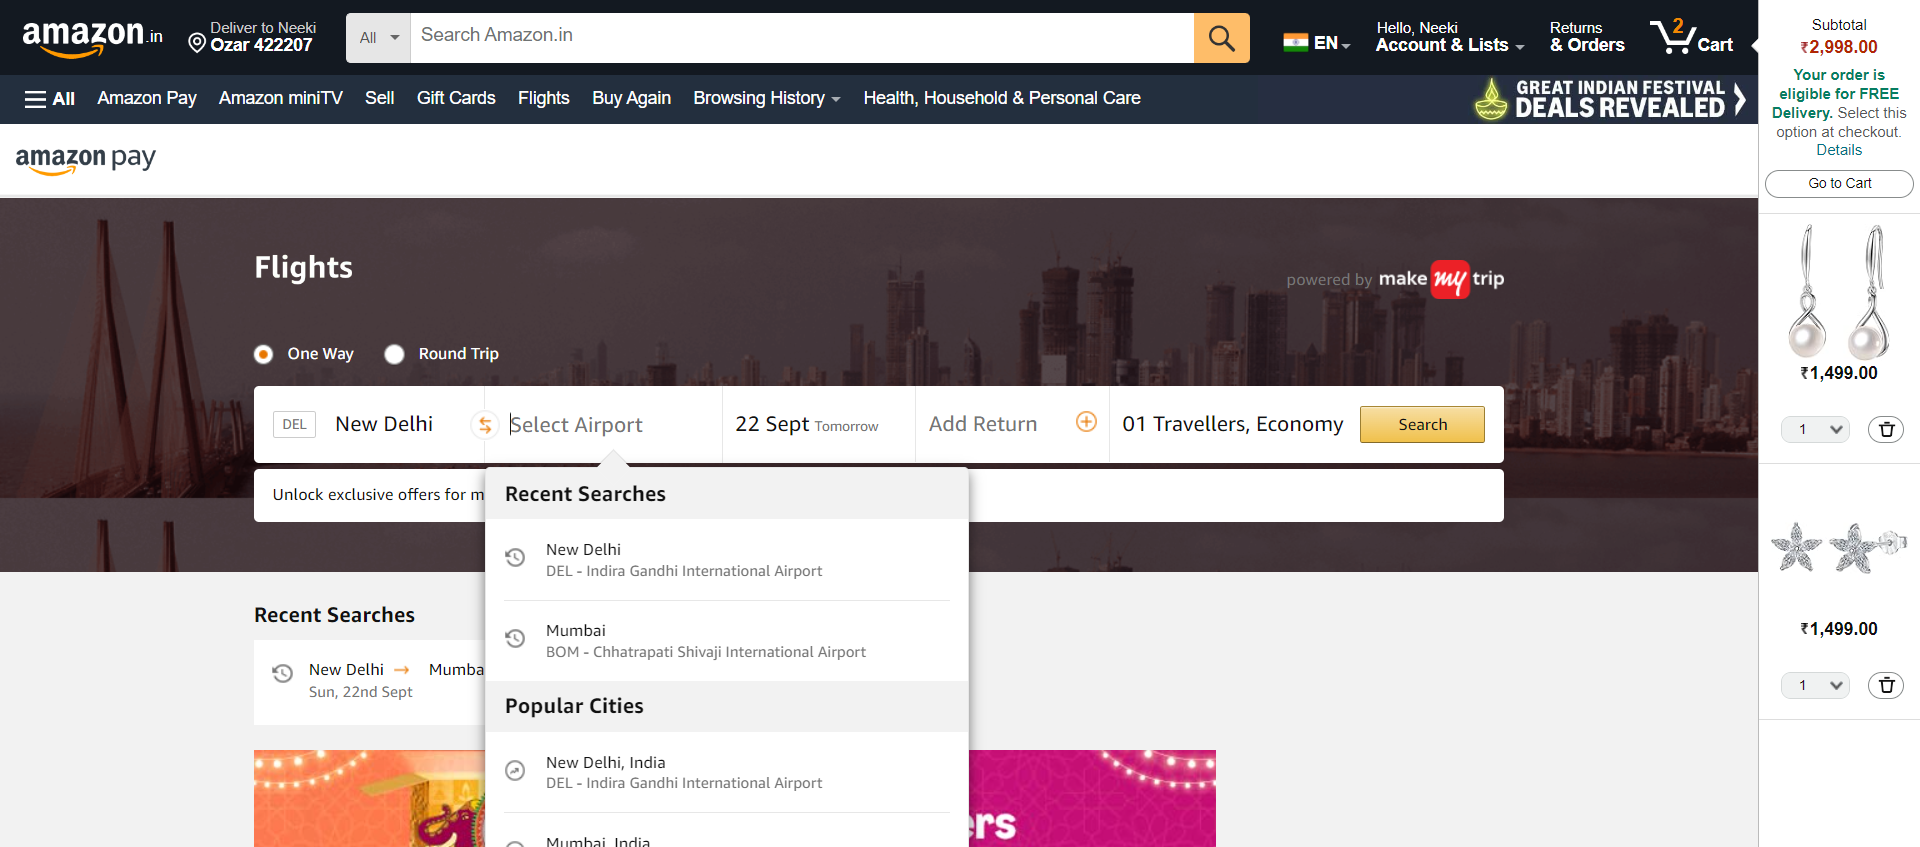 amazon.in
Deliver to Neeki
Ozar 422207
All
Search Amazon.in
EN
Hello, Neeki
Account & Lists
Returns
& Orders
2
Cart
All
Amazon Pay
Amazon miniTV
Sell
Gift Cards
Flights
Buy Again
Browsing History
Health, Household & Personal Care
GREAT INDIAN FESTIVAL
DEALS REVEALED
Subtotal
₹2,998.00
Your order is
eligible for FREE
Delivery. Select this
option at checkout.
Details
Go to Cart
₹1,499.00
1
₹1,499.00
1
amazon pay
Flights
powered by make my trip
One Way
Round Trip
DEL
New Delhi
Select Airport
22 Sept Tomorrow
Add Return
01 Travellers, Economy
Search
Unlock exclusive offers for m
Recent Searches
New Delhi
DEL - Indira Gandhi International Airport
Mumbai
BOM - Chhatrapati Shivaji International Airport
Popular Cities
New Delhi, India
DEL - Indira Gandhi International Airport
Mumbai, India
Recent Searches
New Delhi → Mumba
Sun, 22nd Sept
ers